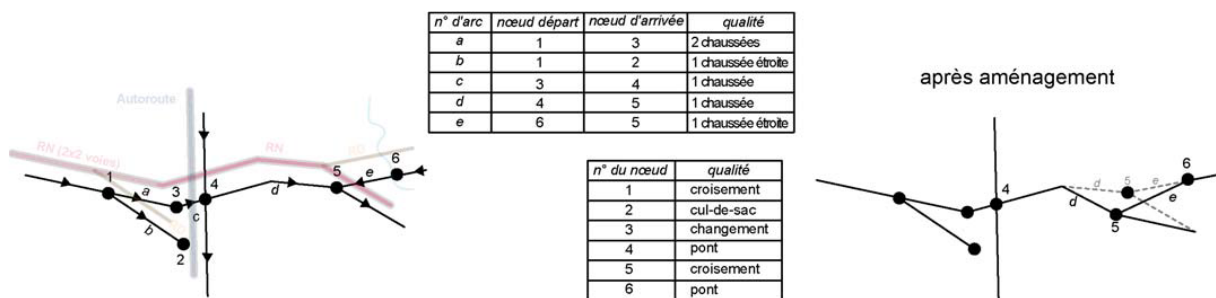 n° d'arc nœud départ nœud d'arrivée qualité
a 1 3 2 chaussées
b 1 2 1 chaussée étroite
c 3 4 1 chaussée
d 4 5 1 chaussée
e 6 5 1 chaussée étroite
Autoroute
RN (2x2 voies)
RN
RD
1
a
3
4
c
b
2
d
5
e
6
n° du nœud qualité
1 croisement
2 cul-de-sac
3 changement
4 pont
5 croisement
6 pont
après aménagement
4
d
5
e
6
d
e
5